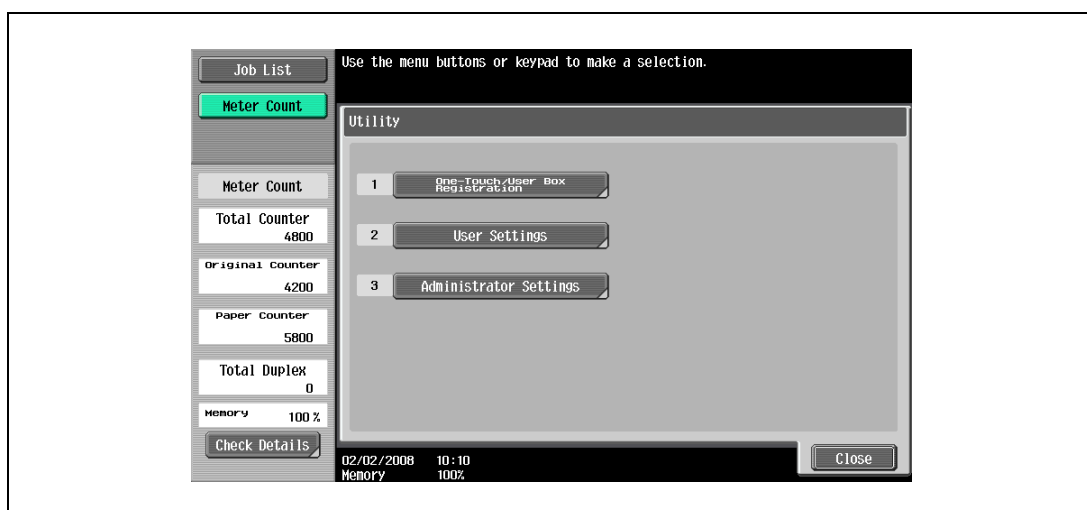 Job List
Meter Count
Meter Count
Total Counter
4800
Original Counter
4200
Paper Counter
5800
Total Duplex
0
Memory 100 %
Check Details
Use the menu buttons or keypad to make a selection.
Utility
1 One-Touch/User Box
Registration
2 User Settings
3 Administrator Settings
02/02/2008 10:10
Memory 100%
Close